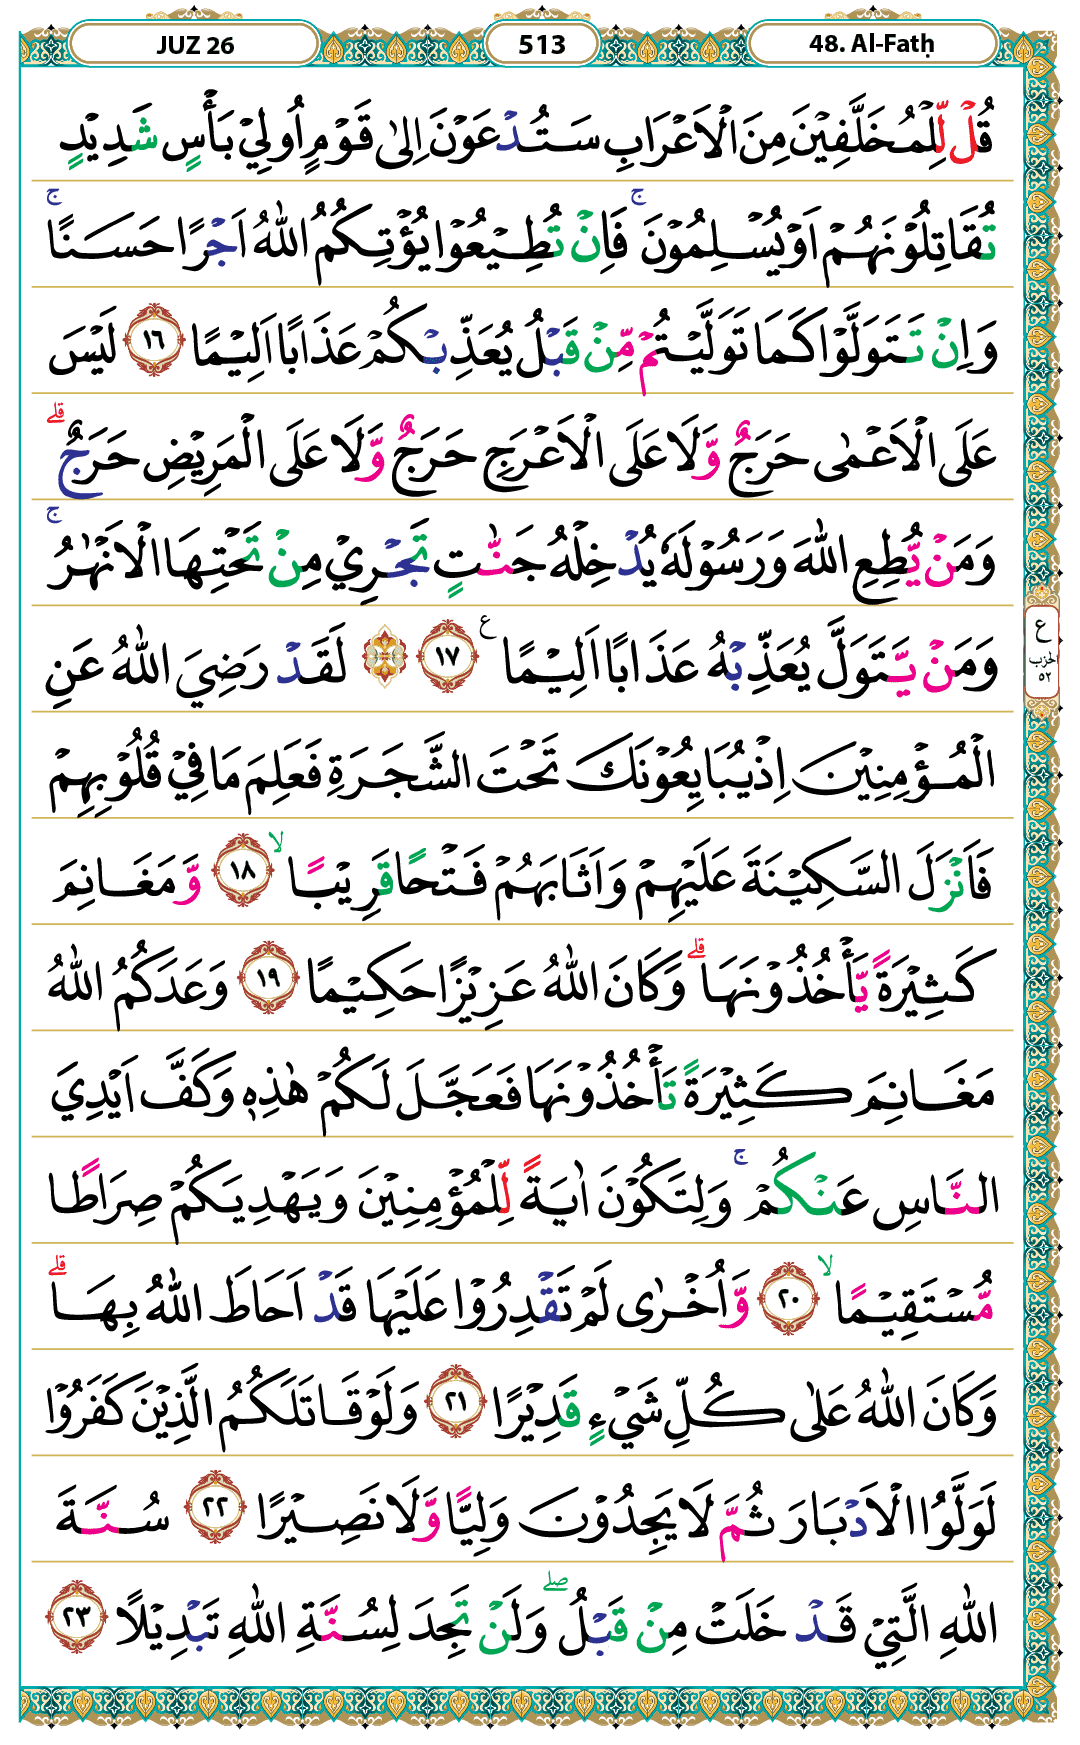 JUZ 26
513
48. Al-Fatḥ
قُلْ لِّلْمُخَلَّفِيْنَ مِنَ الْاَعْرَابِ سَتُدْعَوْنَ اِلٰى قَوْمٍ اُولِيْ بَأْسٍ شَدِيْدٍ
تُقَاتِلُوْنَهُمْ اَوْ يُسْلِمُوْنَ ۚ فَاِنْ تُطِيْعُوْا يُؤْتِكُمُ اللّٰهُ اَجْرًا حَسَنًا ۚ
وَاِنْ تَتَوَلَّوْا كَمَا تَوَلَّيْتُمْ مِّنْ قَبْلُ يُعَذِّبْكُمْ عَذَابًا اَلِيْمًا ١٦ لَيْسَ
عَلَى الْاَعْمٰى حَرَجٌ وَّلَا عَلَى الْاَعْرَجِ حَرَجٌ وَّلَا عَلَى الْمَرِيْضِ حَرَجٌ ۗ
وَمَنْ يُّطِعِ اللّٰهَ وَرَسُوْلَهٗ يُدْخِلْهُ جَنّٰتٍ تَجْرِيْ مِنْ تَحْتِهَا الْاَنْهٰرُ ۚ
وَمَنْ يَّتَوَلَّ يُعَذِّبْهُ عَذَابًا اَلِيْمًا ١٧ ع ۞ لَقَدْ رَضِيَ اللّٰهُ عَنِ
ع
الحزب
٥٢
الْمُؤْمِنِيْنَ اِذْ يُبَايِعُوْنَكَ تَحْتَ الشَّجَرَةِ فَعَلِمَ مَا فِيْ قُلُوْبِهِمْ
فَاَنْزَلَ السَّكِيْنَةَ عَلَيْهِمْ وَاَثَابَهُمْ فَتْحًا قَرِيْبًا ۙ ١٨ وَّمَغَانِمَ
كَثِيْرَةً يَّأْخُذُوْنَهَا ۗ وَكَانَ اللّٰهُ عَزِيْزًا حَكِيْمًا ١٩ وَعَدَكُمُ اللّٰهُ
مَغَانِمَ كَثِيْرَةً تَأْخُذُوْنَهَا فَعَجَّلَ لَكُمْ هٰذِهٖ وَكَفَّ اَيْدِيَ
النَّاسِ عَنْكُمْ ۚ وَلِتَكُوْنَ اٰيَةً لِّلْمُؤْمِنِيْنَ وَيَهْدِيَكُمْ صِرَاطًا
مُّسْتَقِيْمًا ۙ ٢٠ وَّاُخْرٰى لَمْ تَقْدِرُوْا عَلَيْهَا قَدْ اَحَاطَ اللّٰهُ بِهَا ۗ
وَكَانَ اللّٰهُ عَلٰى كُلِّ شَيْءٍ قَدِيْرًا ٢١ وَلَوْ قَاتَلَكُمُ الَّذِيْنَ كَفَرُوْا
لَوَلَّوُا الْاَدْبَارَ ثُمَّ لَا يَجِدُوْنَ وَلِيًّا وَّلَا نَصِيْرًا ٢٢ سُنَّةَ
اللّٰهِ الَّتِيْ قَدْ خَلَتْ مِنْ قَبْلُ ۖ وَلَنْ تَجِدَ لِسُنَّةِ اللّٰهِ تَبْدِيْلًا ٢٣